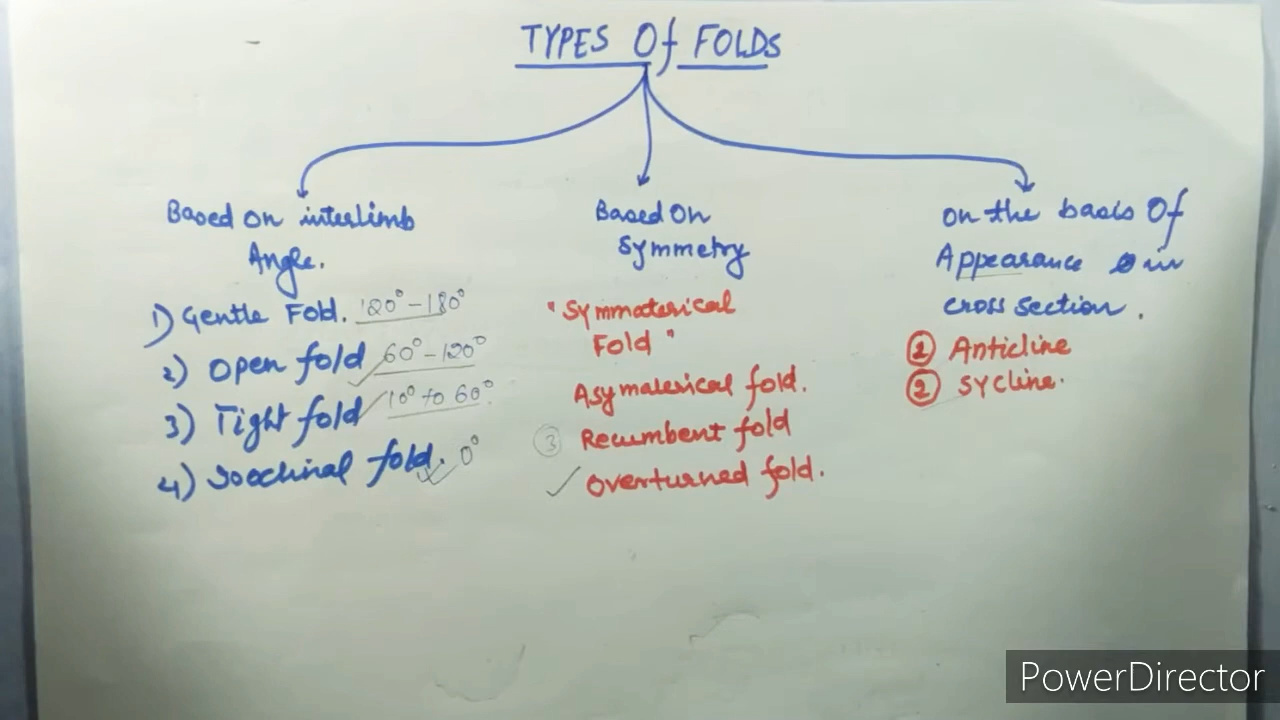 TYPES Of FOLDS
Based on interlimb
Angle.
1) Gentle Fold. 120° - 180°
2) Open fold 60° - 120°
3) Tight fold 10° to 60°
4) Isoclinal fold. 0°
Based On
Symmetry
"Symmaterical
Fold"
Asymaterical fold.
3 Recumbent fold
Overturned fold.
On the basis Of
Appearance in
cross section.
1 Anticline
2 Sycline.
PowerDirector